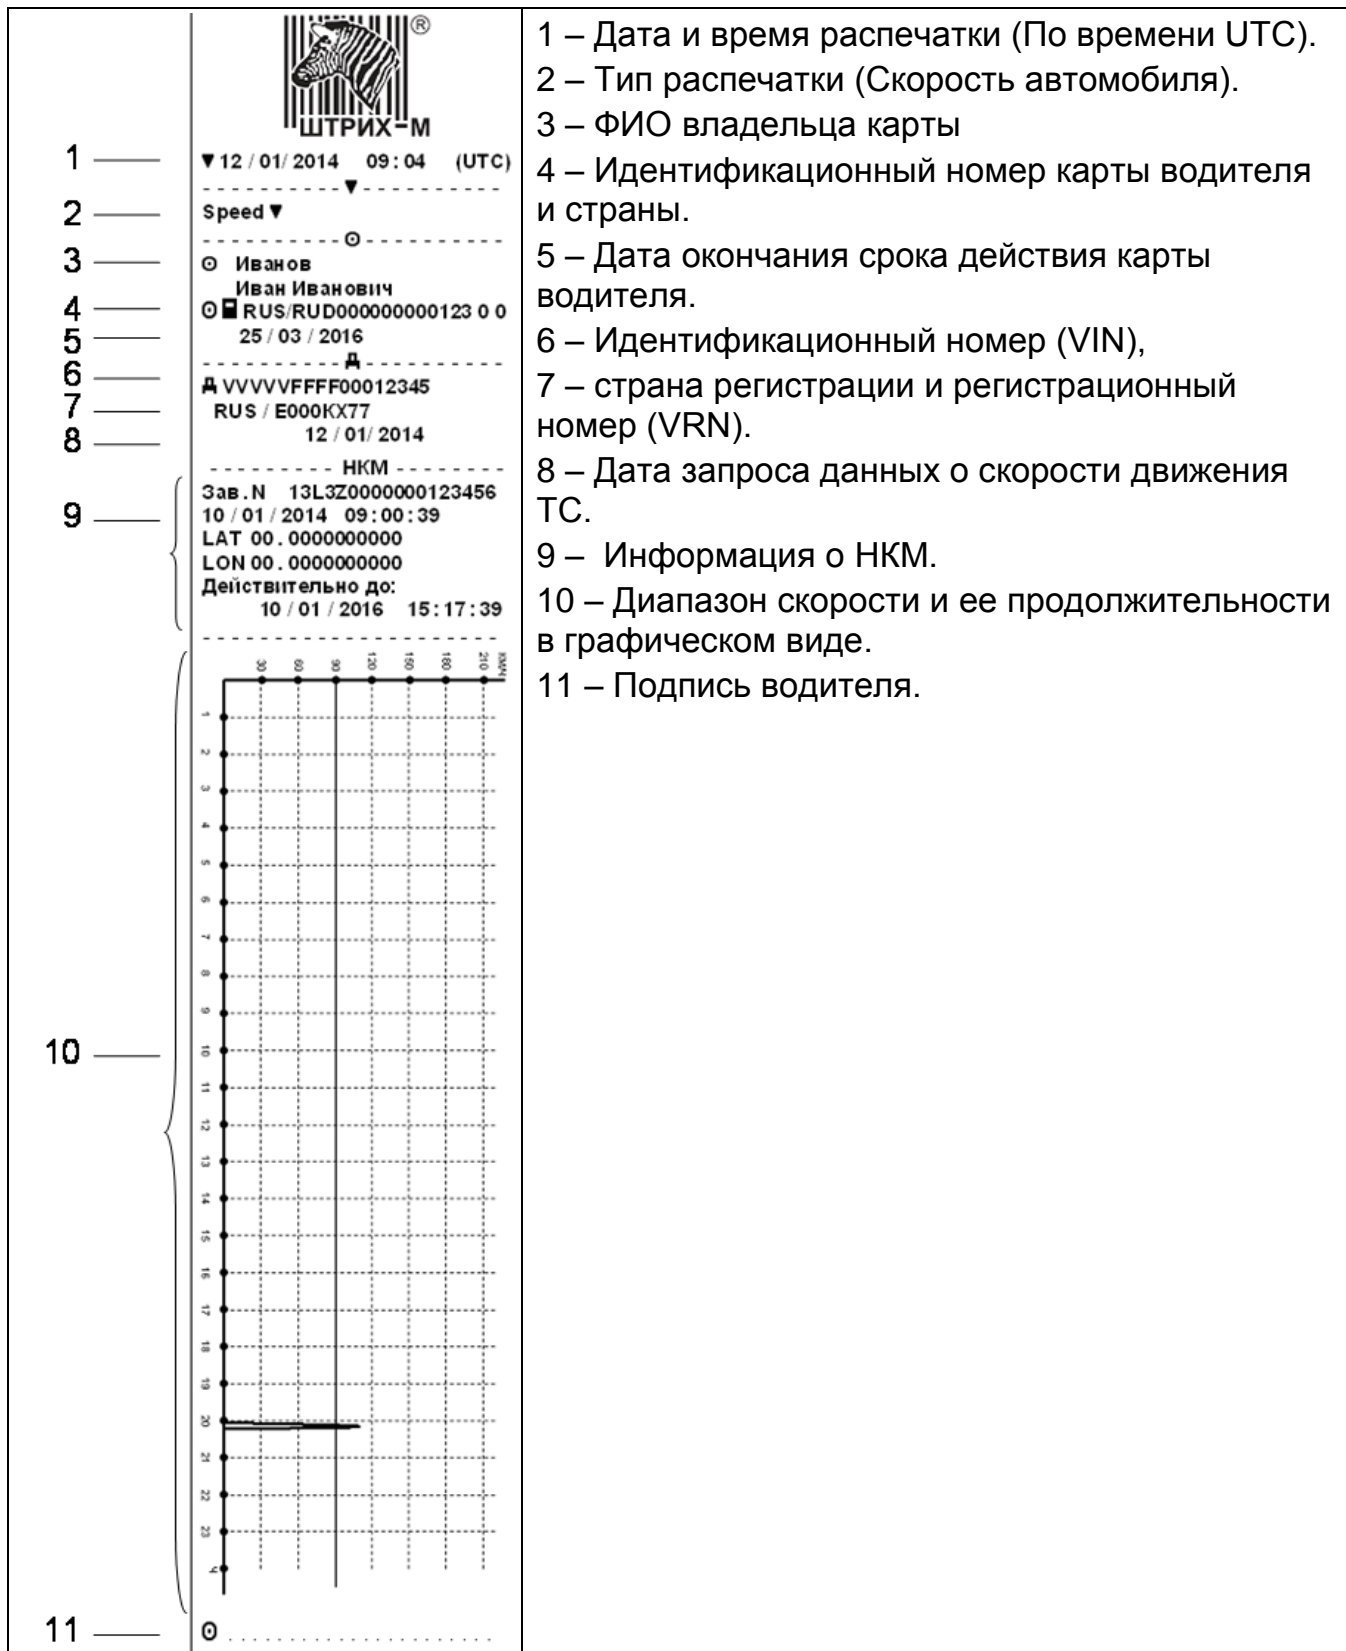 ®
ШТРИХ-М
1
▼12 / 01/ 2014 09:04 (UTC)
2
Speed▼
3
Иванов
Иван Иванович
4
RUS/RUD000000000123 0 0
5
25 / 03 / 2016
6
VVVVVFFFF00012345
7
RUS / E000KX77
8
12 / 01/ 2014
НКМ
9
Зав.N 13L3Z0000000123456
10 / 01 / 2014 09:00:39
LAT 00.0000000000
LON 00.0000000000
Действительно до:
10 / 01 / 2016 15:17:39
10
30 60 90 120 150 180 210 км/ч
1
2
3
4
5
6
7
8
9
10
11
12
13
14
15
16
17
18
19
20
21
22
23
ч
11
1 – Дата и время распечатки (По времени UTC).
2 – Тип распечатки (Скорость автомобиля).
3 – ФИО владельца карты
4 – Идентификационный номер карты водителя
и страны.
5 – Дата окончания срока действия карты
водителя.
6 – Идентификационный номер (VIN),
7 – страна регистрации и регистрационный
номер (VRN).
8 – Дата запроса данных о скорости движения
ТС.
9 – Информация о НКМ.
10 – Диапазон скорости и ее продолжительности
в графическом виде.
11 – Подпись водителя.